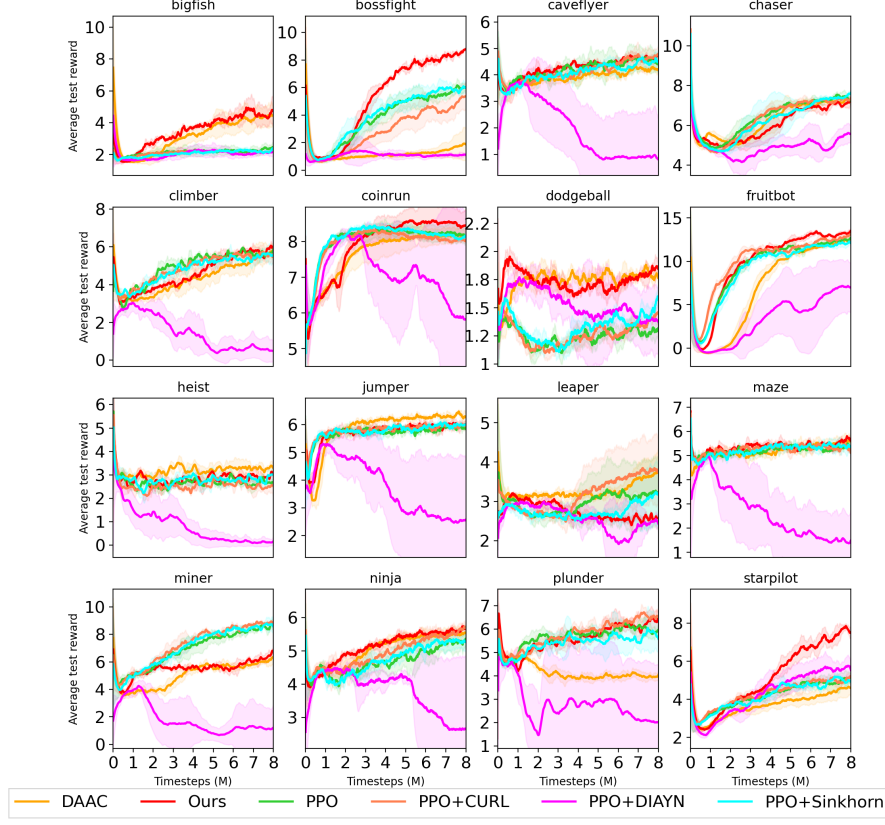 bigfish bossfight caveflyer chaser
Average test reward
10 8 6 4 2
10 8 6 4 2 0
6 5 4 3 2 1
10 8 6 4
climber coinrun dodgeball fruitbot
Average test reward
8 6 4 2 0
8 7 6 5
2.2 2 1.8 1.5 1.2 1
15 10 5 0
heist jumper leaper maze
Average test reward
6 5 4 3 2 1 0
6 5 4 3 2
5 4 3 2
7 6 5 4 3 2 1
miner ninja plunder starpilot
Average test reward
10 8 6 4 2 0
6 5 4 3
7 6 5 4 3 2 1
8 6 4 2
0 1 2 3 4 5 6 7 8 0 1 2 3 4 5 6 7 8 0 1 2 3 4 5 6 7 8 0 1 2 3 4 5 6 7 8
Timesteps (M) Timesteps (M) Timesteps (M) Timesteps (M)
DAAC Ours PPO PPO+CURL PPO+DIAYN PPO+Sinkhorn